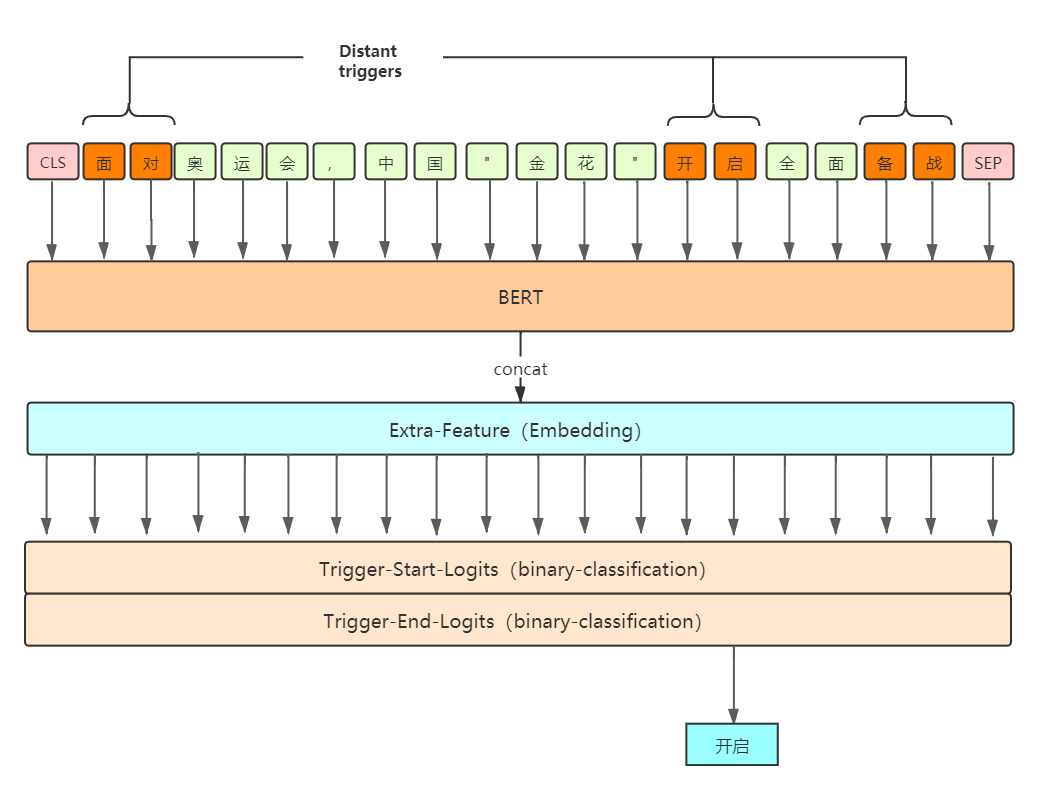 Distant
triggers
CLS 面 对 奥 运 会 , 中 国 " 金 花 " 开 启 全 面 备 战 SEP
BERT
concat
Extra-Feature（Embedding）
Trigger-Start-Logits（binary-classification）
Trigger-End-Logits（binary-classification）
开启